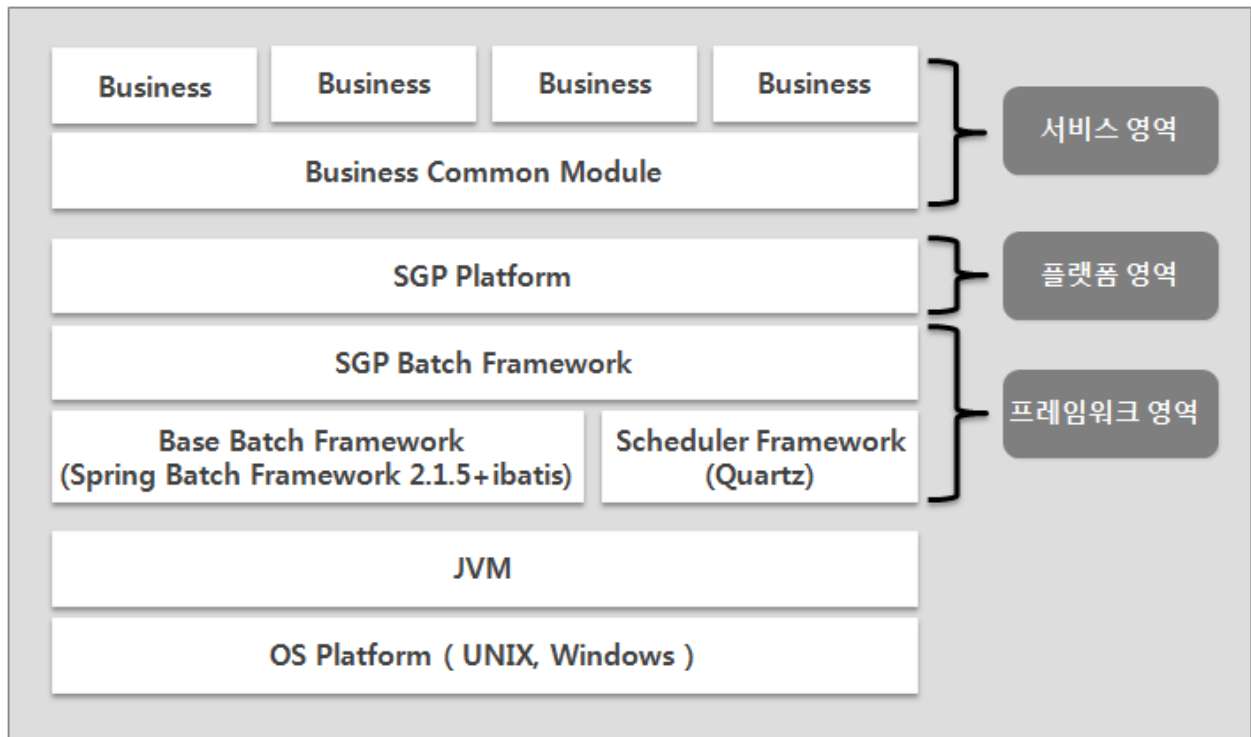 Business
Business
Business
Business
Business Common Module
서비스 영역
SGP Platform
플랫폼 영역
SGP Batch Framework
Base Batch Framework
(Spring Batch Framework 2.1.5+ibatis)
Scheduler Framework
(Quartz)
프레임워크 영역
JVM
OS Platform ( UNIX, Windows )